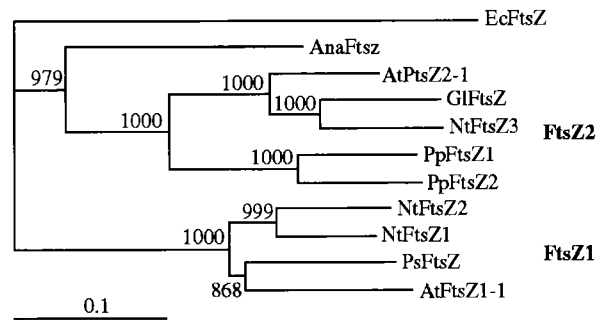 EcFtsZ
AnaFtsz
979
AtPtsZ2-1
1000
GlFtsZ
1000
NtFtsZ3
1000
FtsZ2
PpFtsZ1
1000
PpFtsZ2
NtFtsZ2
999
NtFtsZ1
1000
FtsZ1
PsFtsZ
868
AtFtsZ1-1
0.1